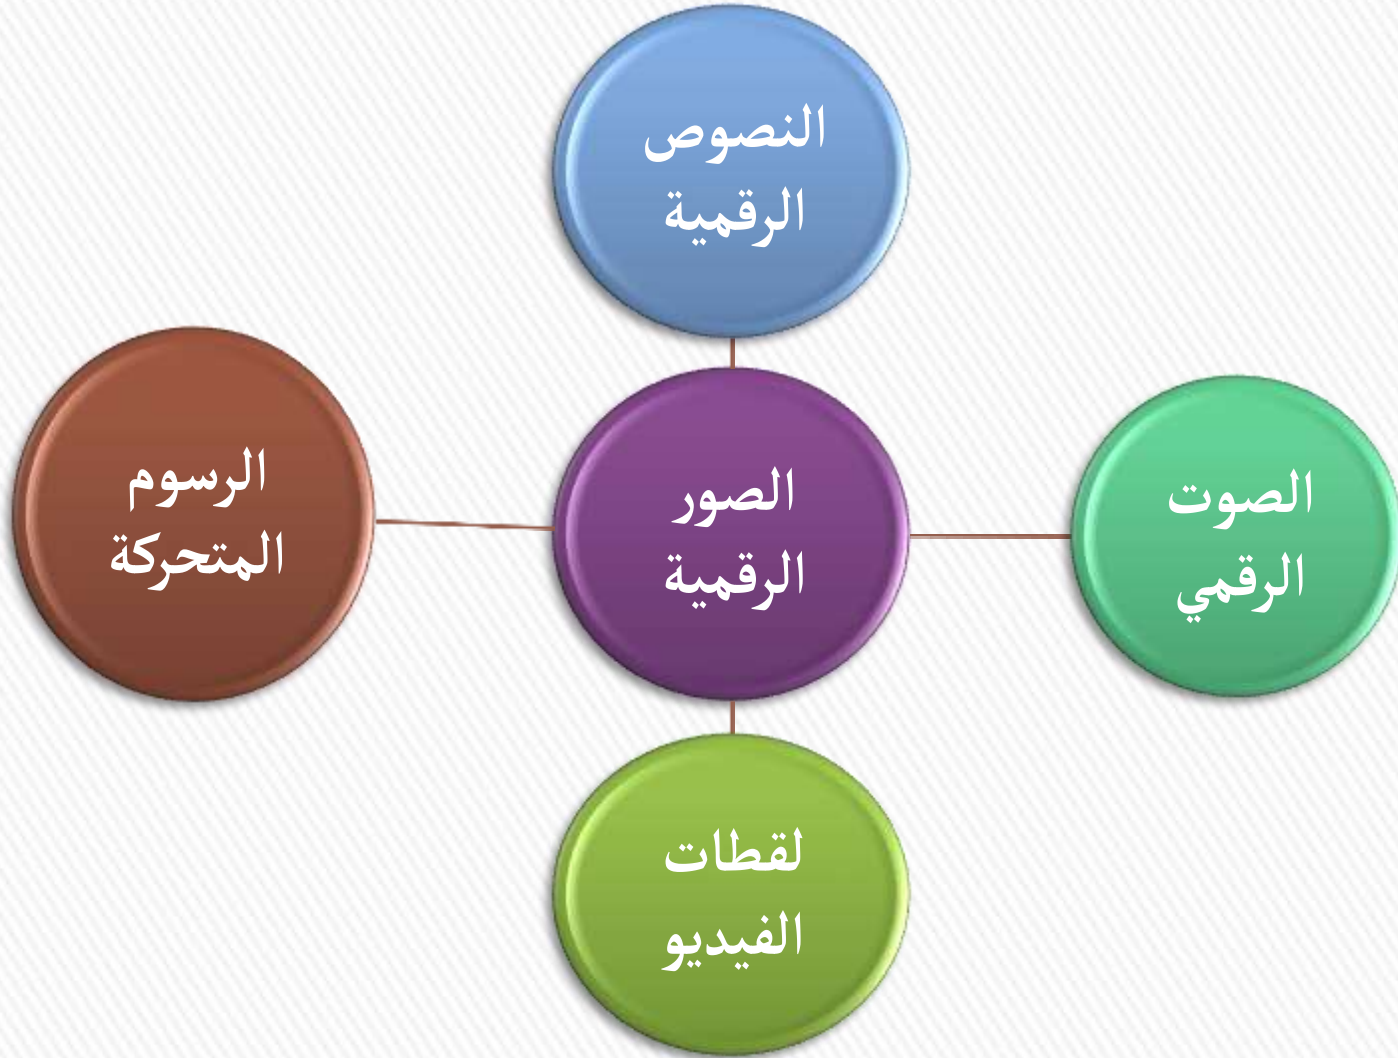 النصوص
الرقمية
الصوت
الرقمي
الصور
الرقمية
الرسوم
المتحركة
لقطات
الفيديو